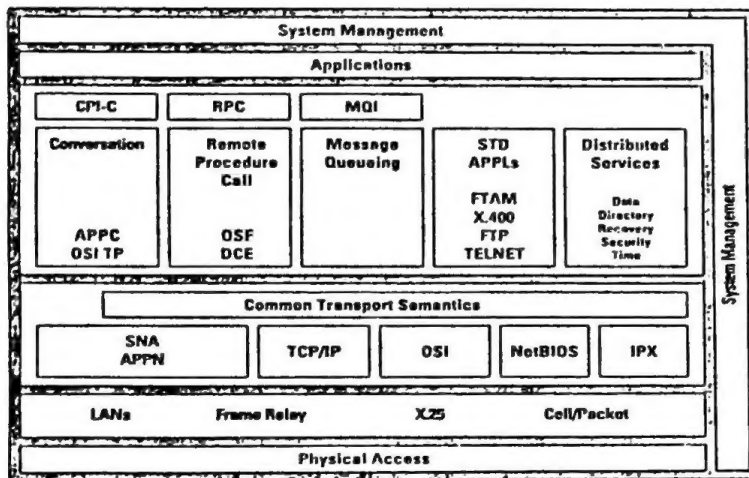 System Management
Applications
CPI-C
RPC
MQI
Conversation
APPC
OSI TP
Remote
Procedure
Call
OSF
DCE
Message
Queueing
STD
APPLs
FTAM
X.400
FTP
TELNET
Distributed
Services
Data
Directory
Recovery
Security
Time
Common Transport Semantics
SNA
APPN
TCP/IP
OSI
NetBIOS
IPX
LANs Frame Relay X.25 Cell/Packet
Physical Access
System Management